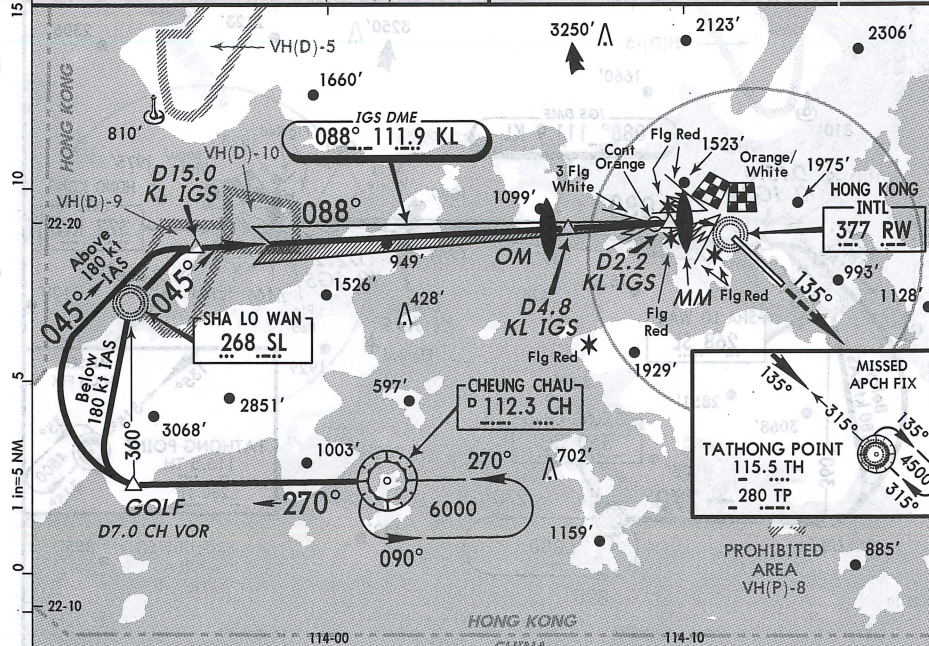 15
HONG KONG
VH(D)-5
3250'
2123'
2306'
810'
1660'
IGS DME
088° 111.9 KL
Flg Red
Cont
Orange
1523'
Orange/
White
3 Flg
White
1975'
VH(D)-10
D15.0
KL IGS
10
22-20
VH(D)-9
088°
1099'
HONG KONG
INTL
377 RW
Above
180 kt
IAS
045°
045°
949'
OM
D2.2
KL IGS
135°
993'
1128'
1526'
428'
D4.8
KL IGS
Flg
Red
MM
Flg Red
SHA LO WAN
268 SL
Below
180 kt IAS
Flg Red
1929'
MISSED
APCH FIX
135°
315°
135°
4500
315°
TATHONG POINT
115.5 TH
280 TP
5
2851'
3068'
597'
CHEUNG CHAU
D 112.3 CH
360°
1003'
270°
702'
GOLF
D7.0 CH VOR
270°
6000
090°
1159'
1 in=5 NM
PROHIBITED
AREA
VH(P)-8
885'
0
22-10
HONG KONG
114-00
114-10
CHINA